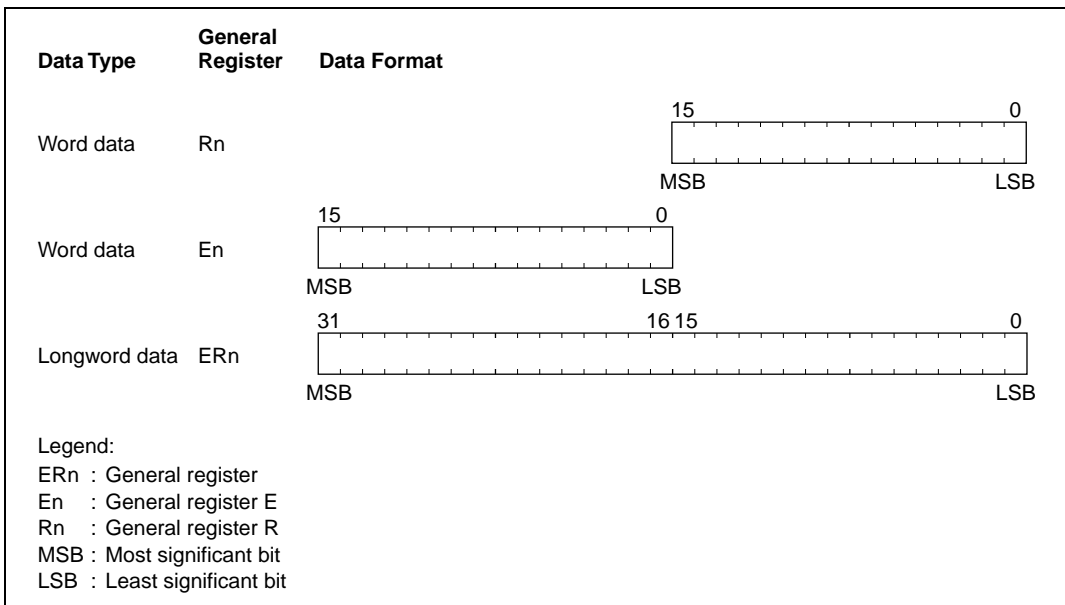 General
Data Type Register Data Format
15 0
Word data Rn
MSB LSB
15 0
Word data En
MSB LSB
31 16 15 0
Longword data ERn
MSB LSB
Legend:
ERn : General register
En : General register E
Rn : General register R
MSB : Most significant bit
LSB : Least significant bit